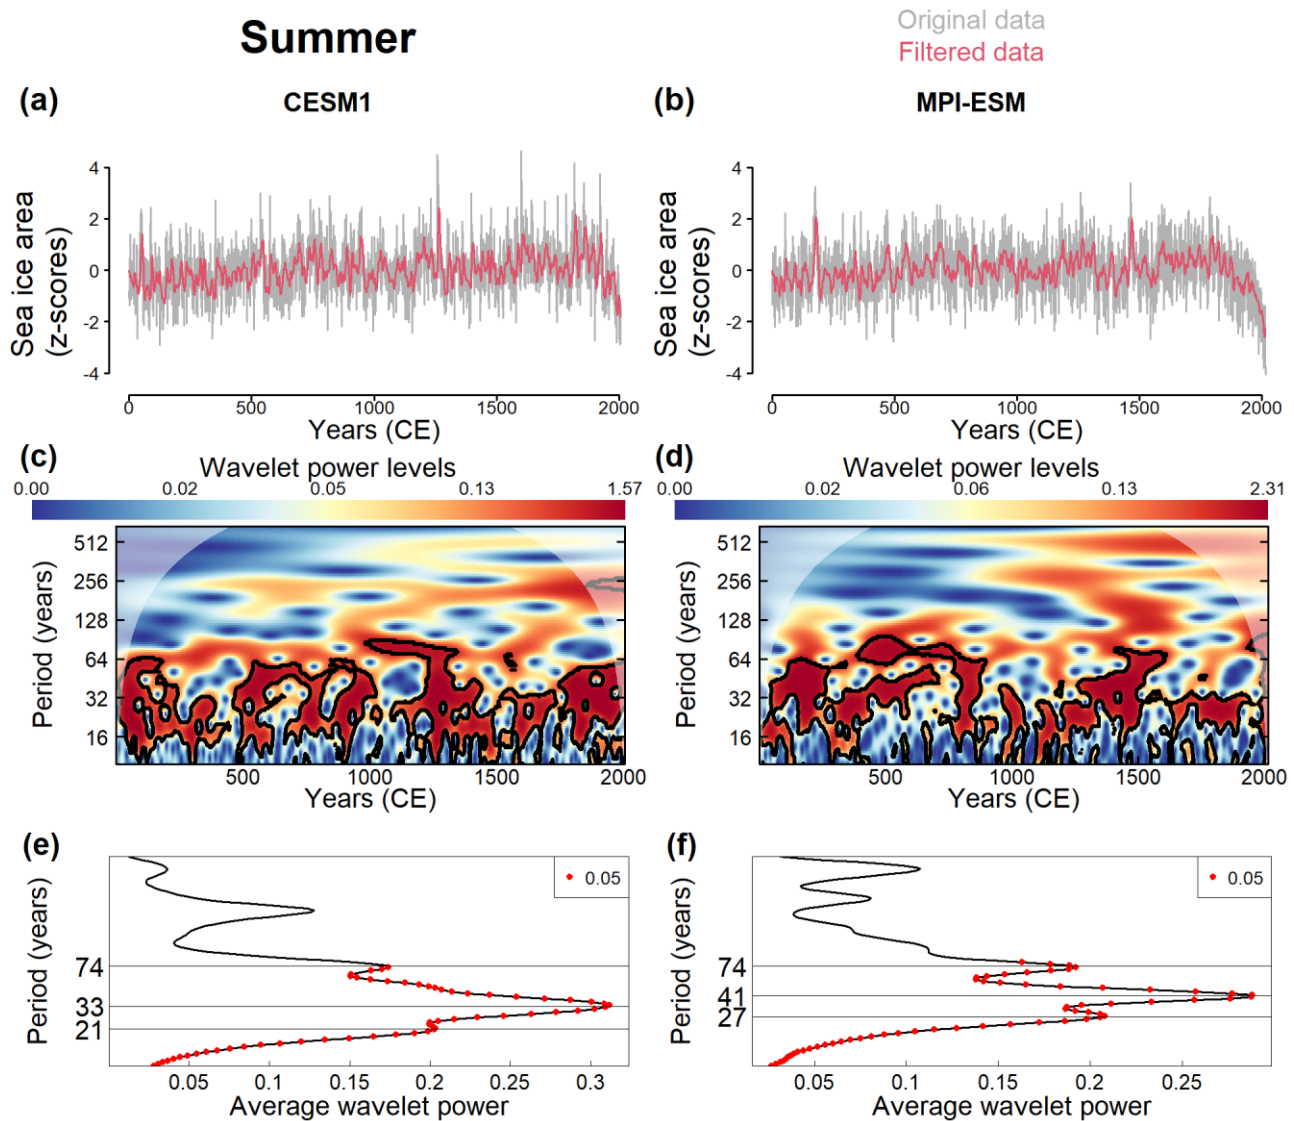 Summer
Original data
Filtered data
(a) CESM1
(b) MPI-ESM
Sea ice area
(z-scores)
4
2
0
-2
-4
0 500 1000 1500 2000
Years (CE)
Sea ice area
(z-scores)
4
2
0
-2
-4
0 500 1000 1500 2000
Years (CE)
(c)
Wavelet power levels
0.00 0.02 0.05 0.13 1.57
Period (years)
512
256
128
64
32
16
500 1000 1500 2000
Years (CE)
(d)
Wavelet power levels
0.00 0.02 0.06 0.13 2.31
Period (years)
512
256
128
64
32
16
500 1000 1500 2000
Years (CE)
(e)
0.05
Period (years)
74
33
21
0.05 0.1 0.15 0.2 0.25 0.3
Average wavelet power
(f)
0.05
Period (years)
74
41
27
0.05 0.1 0.15 0.2 0.25
Average wavelet power